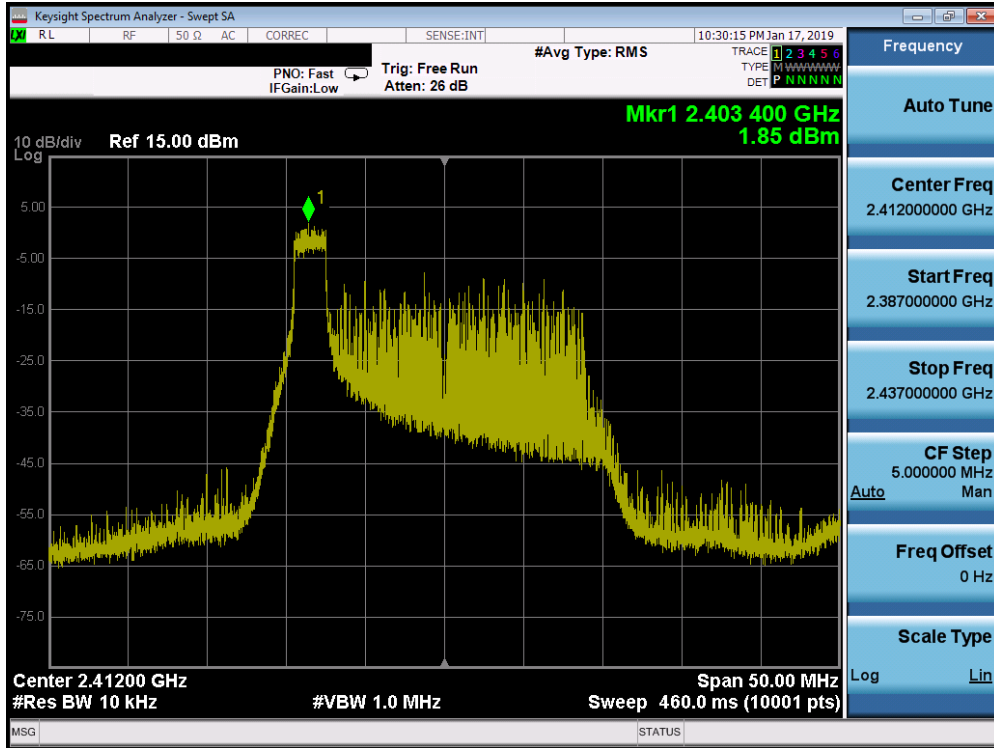 Keysight Spectrum Analyzer - Swept SA
LXI RL RF 50 Ω AC CORREC SENSE:INT 10:30:15 PM Jan 17, 2019
#Avg Type: RMS TRACE 1 2 3 4 5 6
PNO: Fast Trig: Free Run TYPE M WWWWW
IFGain:Low Atten: 26 dB DET P N N N N N
Mkr1 2.403 400 GHz
1.85 dBm
10 dB/div Ref 15.00 dBm
Log
1
5.00
-5.00
-15.0
-25.0
-35.0
-45.0
-55.0
-65.0
-75.0
Center 2.41200 GHz Span 50.00 MHz
#Res BW 10 kHz #VBW 1.0 MHz Sweep 460.0 ms (10001 pts)
MSG STATUS
Frequency
Auto Tune
Center Freq
2.412000000 GHz
Start Freq
2.387000000 GHz
Stop Freq
2.437000000 GHz
CF Step
5.000000 MHz
Auto Man
Freq Offset
0 Hz
Scale Type
Log Lin